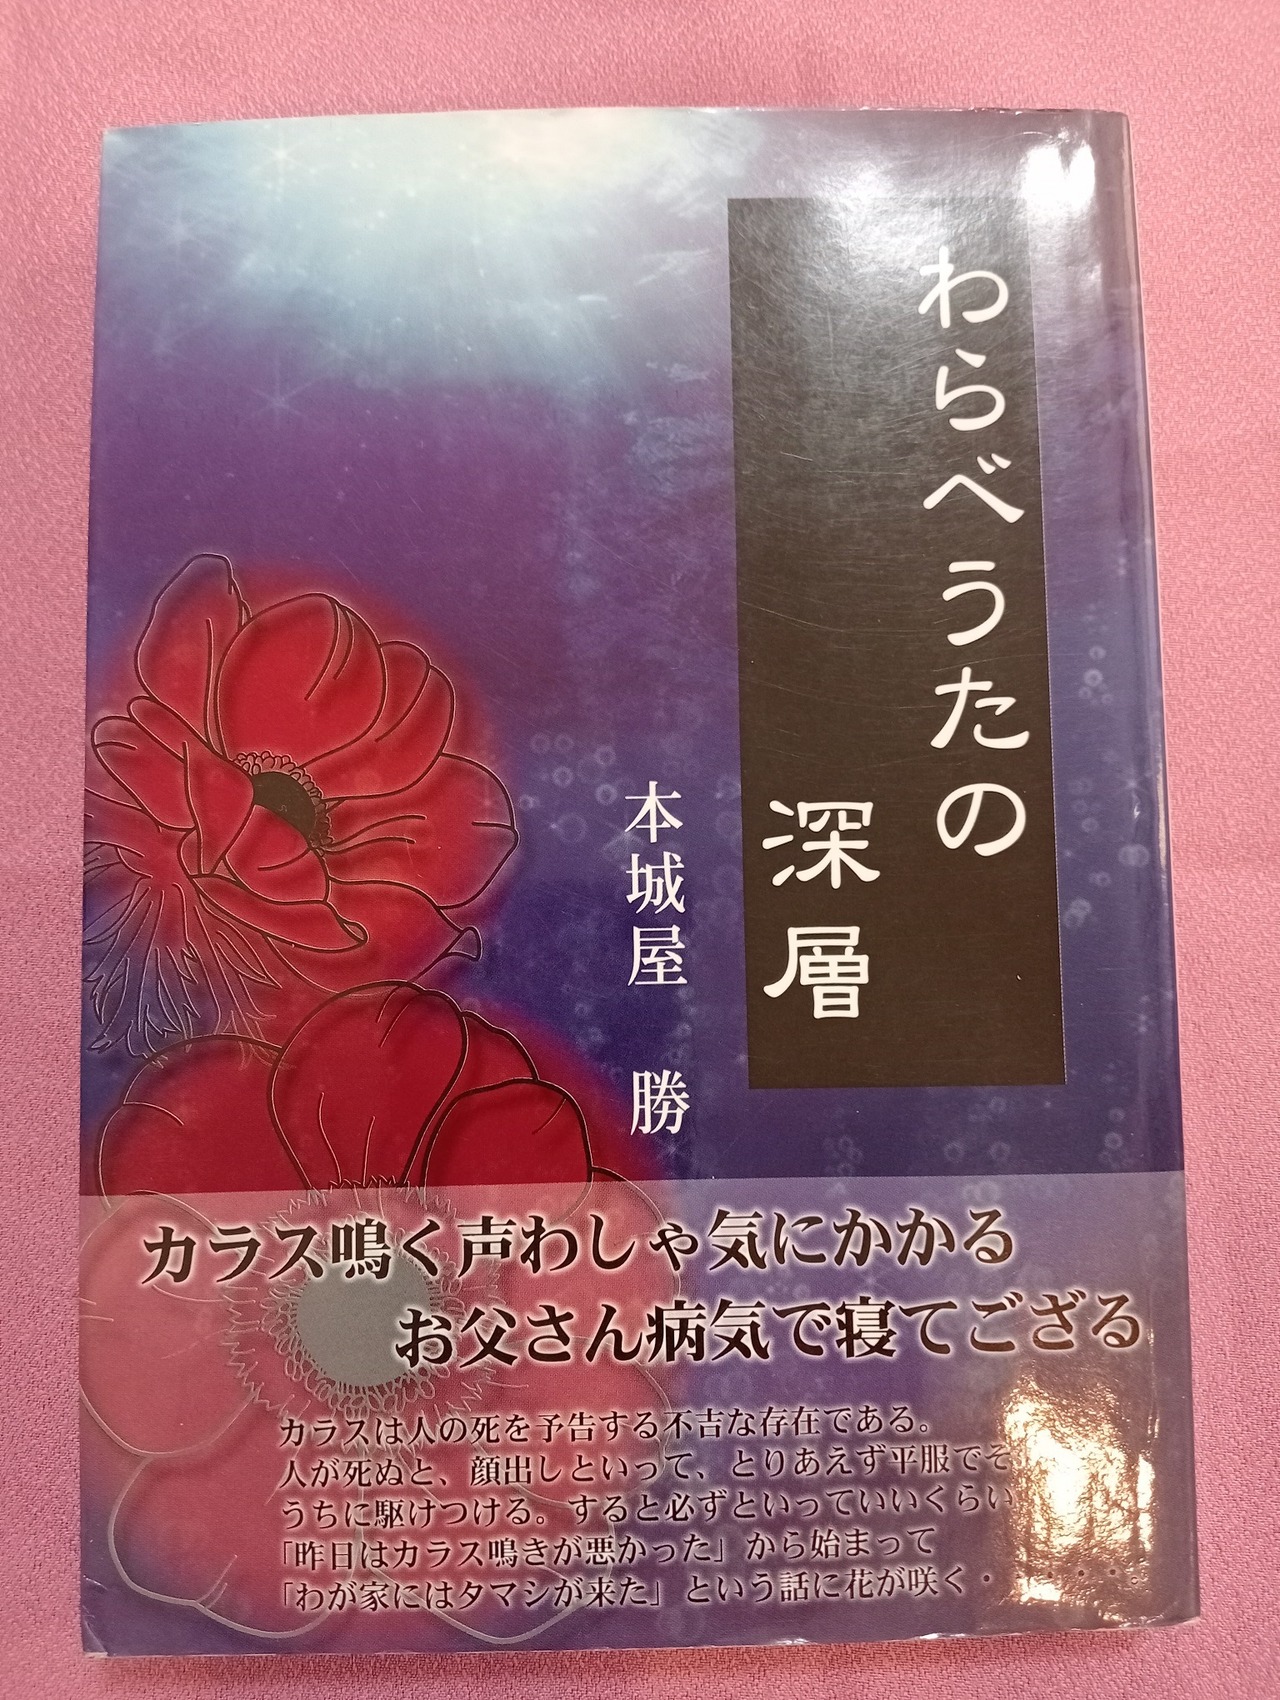 わらべうたの
深層
本城屋 勝
カラス鳴く声わしゃ気にかかる
お父さん病気で寝てござる
カラスは人の死を予告する不吉な存在である。
人が死ぬと、顔出しといって、とりあえず平服でそ
うちに駆けつける。すると必ずといっていいくらい
「昨日はカラス鳴きが悪かった」から始まって
「わが家にはタマシが来た」という話に花が咲く・・・・・・。